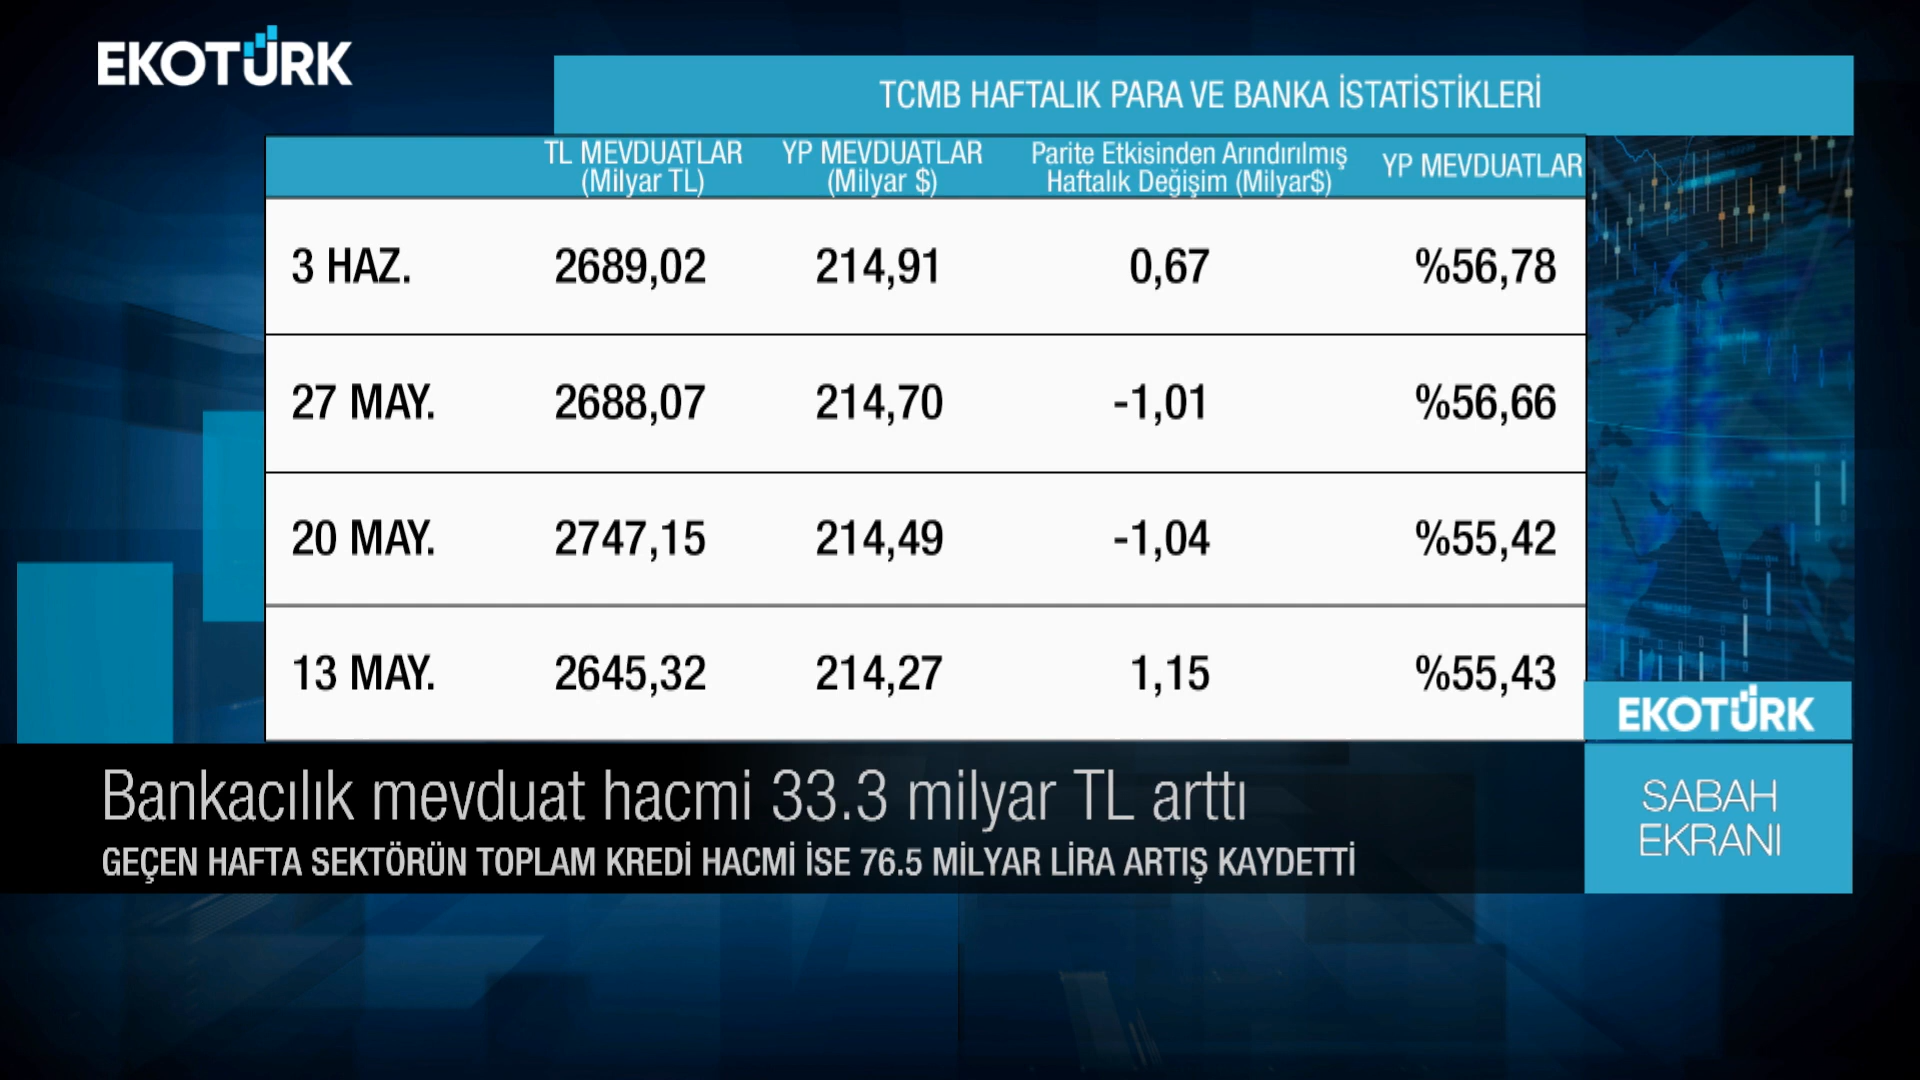 EKOTÜRK
TCMB HAFTALIK PARA VE BANKA İSTATİSTİKLERİ
TL MEVDUATLAR (Milyar TL) YP MEVDUATLAR (Milyar $) Parite Etkisinden Arındırılmış Haftalık Değişim (Milyar$) YP MEVDUATLAR
3 HAZ. 2689,02 214,91 0,67 %56,78
27 MAY. 2688,07 214,70 -1,01 %56,66
20 MAY. 2747,15 214,49 -1,04 %55,42
13 MAY. 2645,32 214,27 1,15 %55,43
EKOTÜRK
Bankacılık mevduat hacmi 33.3 milyar TL arttı
GEÇEN HAFTA SEKTÖRÜN TOPLAM KREDİ HACMİ İSE 76.5 MİLYAR LİRA ARTIŞ KAYDETTİ
SABAH
EKRANI